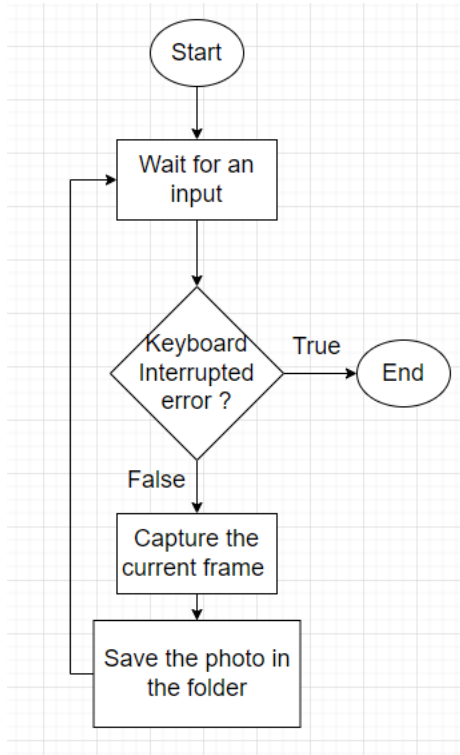 Start
Wait for an
input
Keyboard
Interrupted
error ?
True
End
False
Capture the
current frame
Save the photo in
the folder